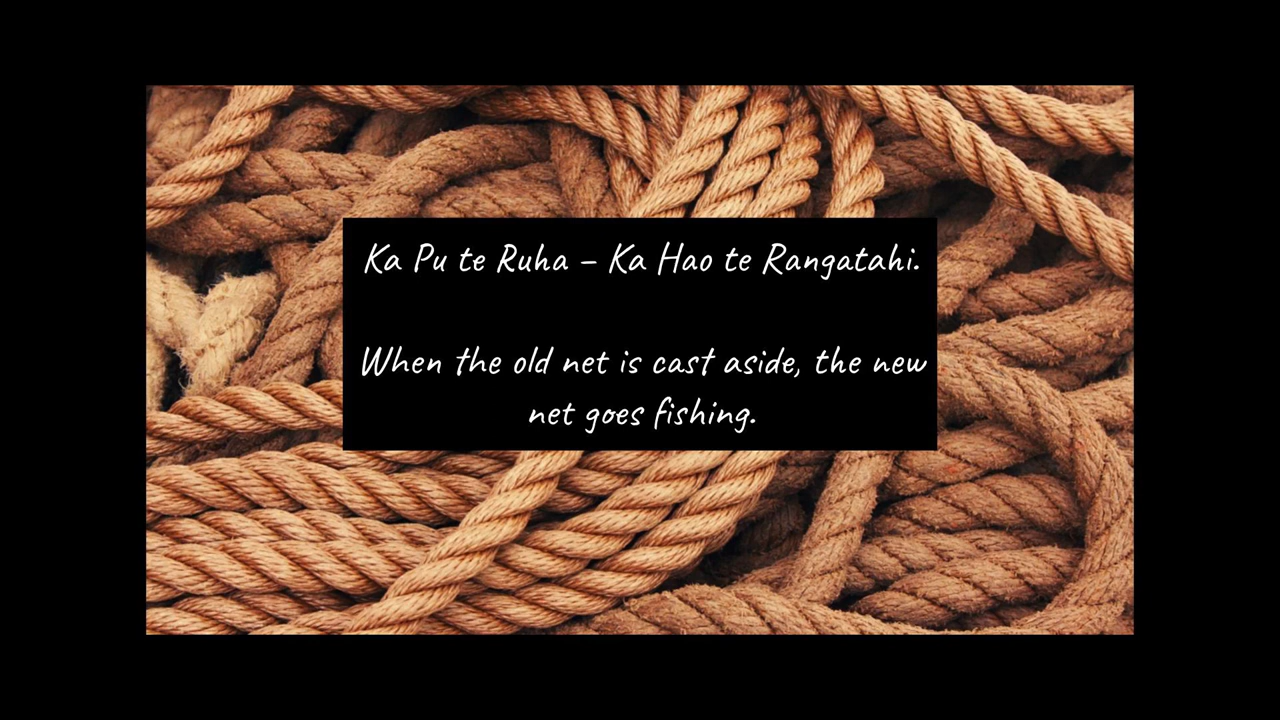 Ka Pu te Ruha – Ka Hao te Rangatahi.
When the old net is cast aside, the new
net goes fishing.